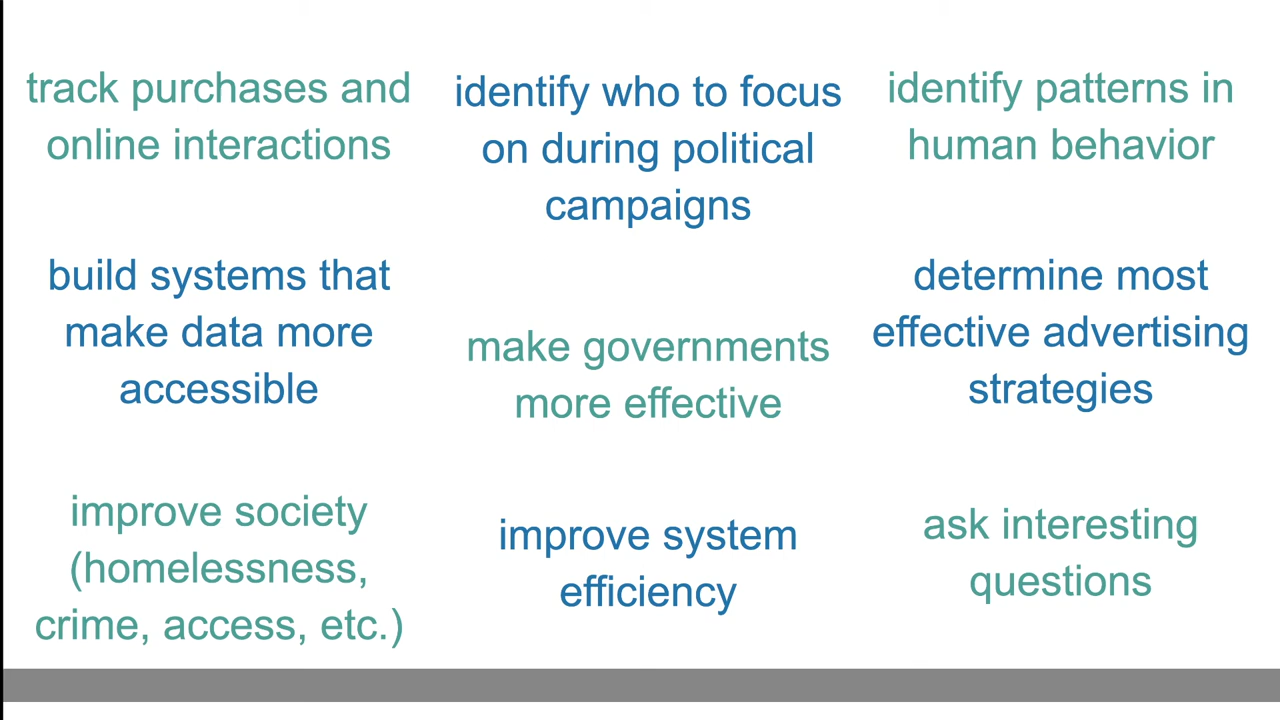 track purchases and
online interactions
identify who to focus
on during political
campaigns
identify patterns in
human behavior
build systems that
make data more
accessible
make governments
more effective
determine most
effective advertising
strategies
improve society
(homelessness,
crime, access, etc.)
improve system
efficiency
ask interesting
questions